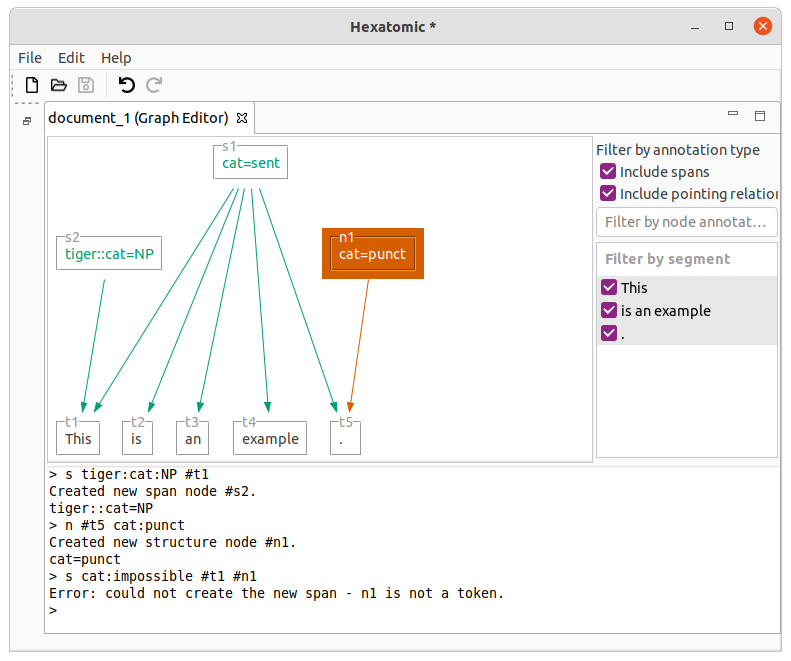 Hexatomic *
File Edit Help
document_1 (Graph Editor)
s1
cat=sent
s2
tiger::cat=NP
n1
cat=punct
t1 t2 t3 t4 t5
This is an example .
Filter by annotation type
Include spans
Include pointing relation
Filter by node annotat...
Filter by segment
This
is an example
.
> s tiger:cat:NP #t1
Created new span node #s2.
tiger::cat=NP
> n #t5 cat:punct
Created new structure node #n1.
cat=punct
> s cat:impossible #t1 #n1
Error: could not create the new span - n1 is not a token.
>